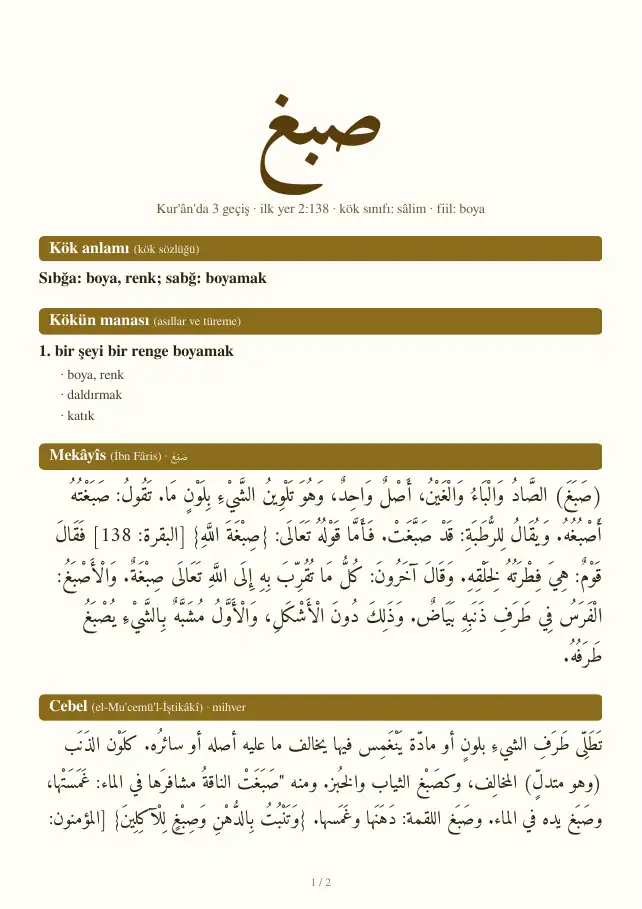 صبغ
Kur'ân'da 3 geçiş · ilk yer 2:138 · kök sınıfı: sâlim · fiil: boya
Kök anlamı (kök sözlüğü)
Sıbğa: boya, renk; sabğ: boyamak
Kökün manası (asıllar ve türeme)
1. bir şeyi bir renge boyamak
· boya, renk
· daldırmak
· katık
Mekâyîs (İbn Fâris) · صَبَغَ
(صَبَغَ) الصَّادُ وَالْبَاءُ وَالْغَيْنُ، أَصْلٌ وَاحِدٌ، وَهُوَ تَلْوِينُ الشَّيْءِ بِلَوْنٍ مَا. تَقُولُ: صَبَغْتُهُ
أَصْبُغُهُ. وَيُقَالُ لِلرُّطَبَةِ: قَدْ صَبَّغَتْ. فَأَمَّا قَوْلُهُ تَعَالَى: {صِبْغَةَ اللَّهِ} [البقرة: 138] فَقَالَ
قَوْمٌ: هِيَ فِطْرَتُهُ لِخَلْقِهِ. وَقَالَ آخَرُونَ: كُلُّ مَا تُقُرِّبَ بِهِ إِلَى اللَّهِ تَعَالَى صِبْغَةٌ. وَالْأَصْبَغُ:
الْفَرَسُ فِي طَرَفِ ذَنَبِهِ بَيَاضٌ. وَذَلِكَ دُونَ الْأَشْكَلِ، وَالْأَوَّلُ مُشَبَّهٌ بِالشَّيْءِ يُصْبَغُ
طَرَفُهُ.
Cebel (el-Mu'cemü'l-İştikâkî) · mihver
تَطَلِّى طَرَفِ الشيءِ بلونٍ أو مادّة يَنْغَمِس فيها يخالف ما عليه أصله أو سائرُه. كلَوْن الذَنَب
(وهو متدلٍّ) المخالِف، وكصَبْغ الثياب والخُبز. ومنه "صَبَغَتْ الناقةُ مشافرَها في الماء: غَمَسَتْها،
وصَبَغ يده في الماء. وصَبَغ اللقمة: دَهَنَها وغَمَسها. {وَتَنْبُتُ بِالدُّهْنِ وَصِبْغٍ لِلْآكِلِينَ} [المؤمنون:
1 / 2